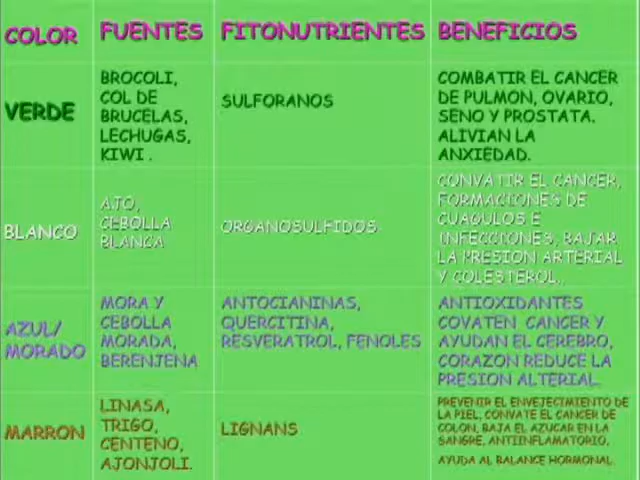 COLOR FUENTES FITONUTRIENTES BENEFICIOS
VERDE
BROCOLI,
COL DE
BRUCELAS,
LECHUGAS,
KIWI .
SULFORANOS
COMBATIR EL CANCER
DE PULMON, OVARIO,
SENO Y PROSTATA.
ALIVIAN LA
ANXIEDAD.
BLANCO
AJO,
CEBOLLA
BLANCA
ORGANOSULFIDOS
CONVATIR EL CANCER,
FORMACIONES DE
CUAGULOS E
INFECCIONES, BAJAR
LA PRESION ARTERIAL
Y COLESTEROL..
AZUL/
MORADO
MORA Y
CEBOLLA
MORADA,
BERENJENA
ANTOCIANINAS,
QUERCITINA,
RESVERATROL, FENOLES
ANTIOXIDANTES
COVATEN CANCER Y
AYUDAN EL CEREBRO,
CORAZON REDUCE LA
PRESION ALTERIAL.
MARRON
LINASA,
TRIGO,
CENTENO,
AJONJOLI.
LIGNANS
PREVENIR EL ENVEJECIMIENTO DE
LA PIEL, CONVATE EL CANCER DE
COLON, BAJA EL AZUCAR EN LA
SANGRE, ANTIINFLAMATORIO,
AYUDA AL BALANCE HORMONAL